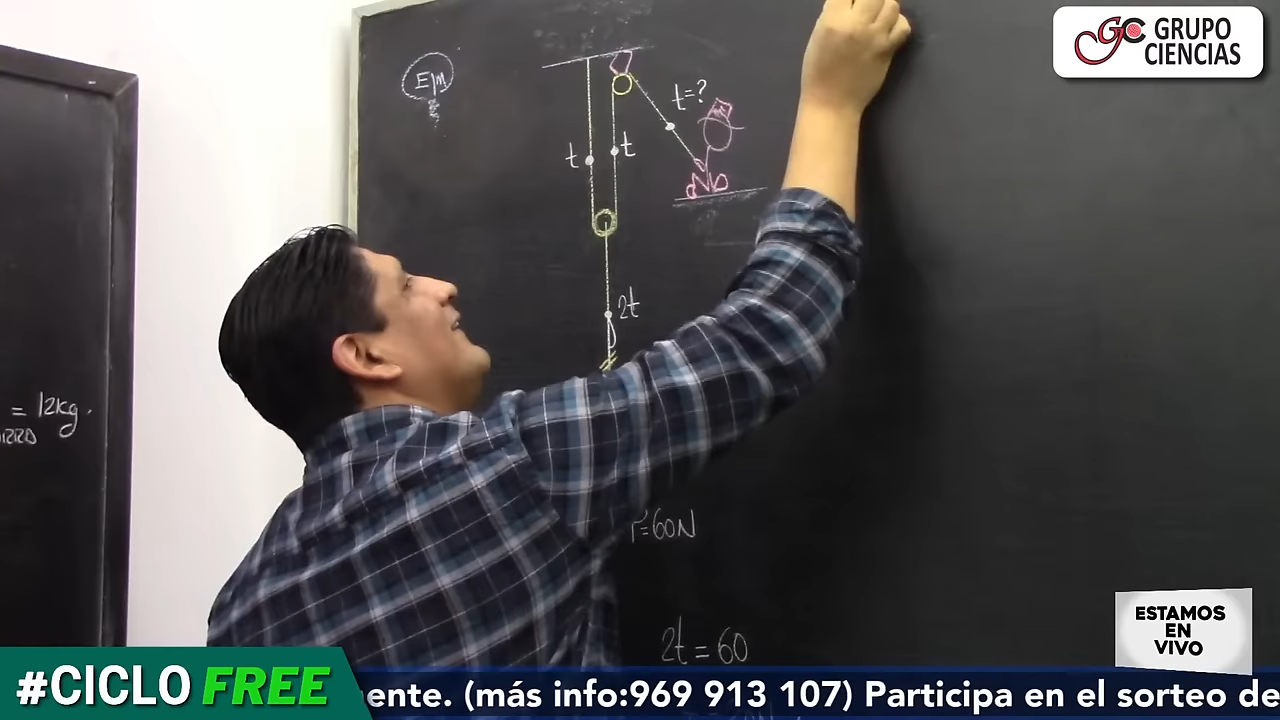 GC GRUPO
CIENCIAS
E/M
t=?
t
t
2t
= 12kg.
=60N
2t = 60
ESTAMOS
EN
VIVO
#CICLO FREE
ente. (más info:969 913 107) Participa en el sorteo de